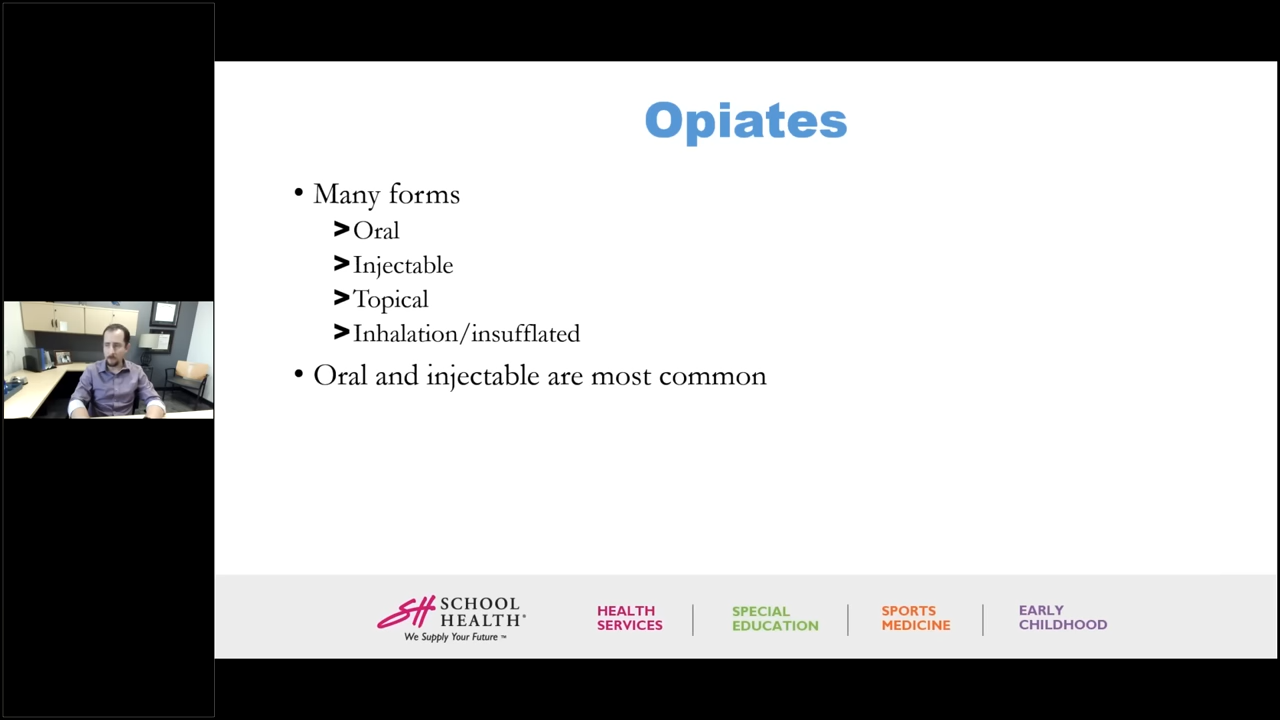 Opiates
• Many forms
>Oral
>Injectable
>Topical
>Inhalation/insufflated
• Oral and injectable are most common
SH SCHOOL HEALTH®
We Supply Your Future ™
HEALTH SERVICES
SPECIAL EDUCATION
SPORTS MEDICINE
EARLY CHILDHOOD